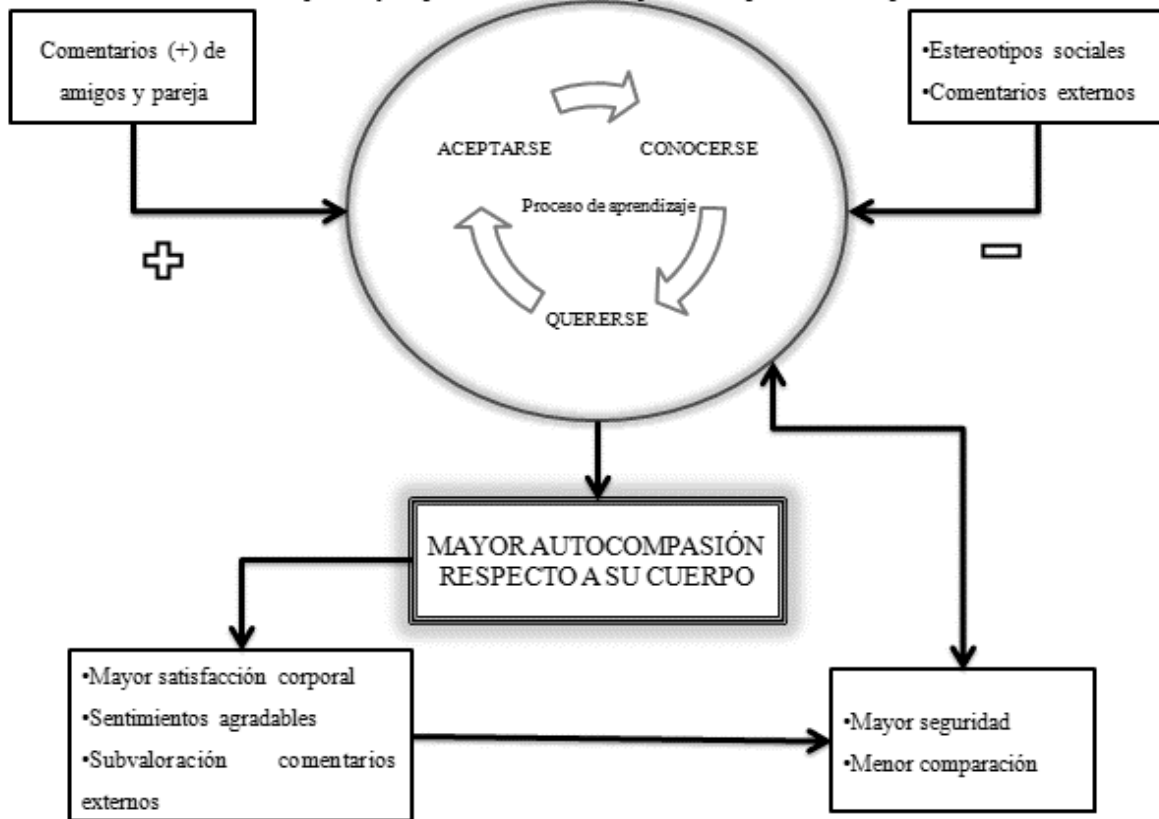 Comentarios (+) de
amigos y pareja
•Estereotipos sociales
•Comentarios externos
ACEPTARSE
CONOCERSE
Proceso de aprendizaje
QUERERSE
MAYOR AUTOCOMPASIÓN
RESPECTO A SU CUERPO
•Mayor satisfacción corporal
•Sentimientos agradables
•Subvaloración comentarios
externos
•Mayor seguridad
•Menor comparación